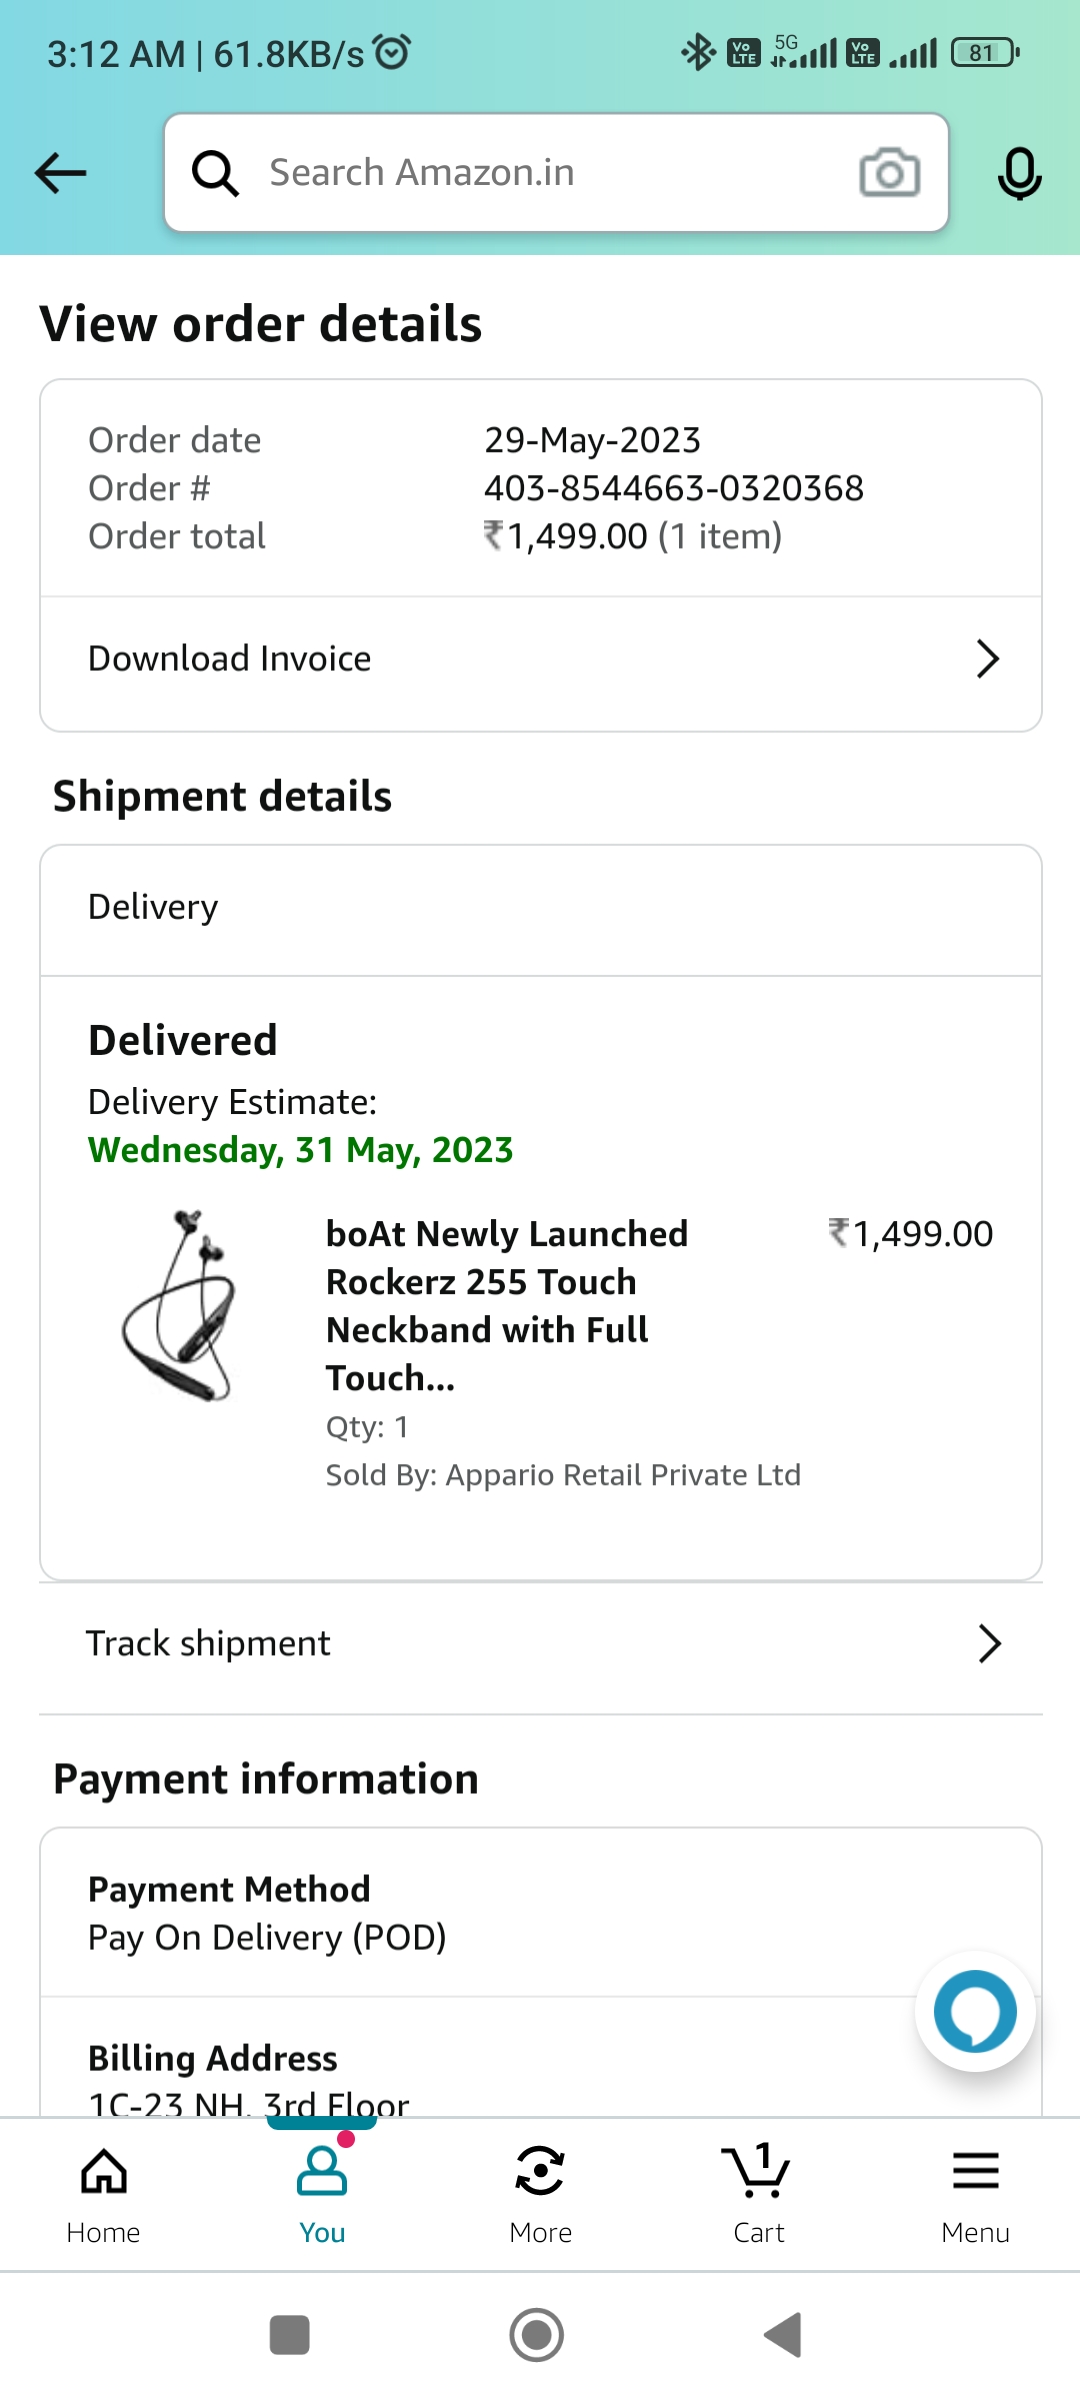 3:12 AM | 61.8KB/s
Vo LTE 5G Vo LTE 81
Search Amazon.in
View order details
Order date 29-May-2023
Order # 403-8544663-0320368
Order total ₹1,499.00 (1 item)
Download Invoice
Shipment details
Delivery
Delivered
Delivery Estimate:
Wednesday, 31 May, 2023
boAt Newly Launched ₹1,499.00
Rockerz 255 Touch
Neckband with Full
Touch...
Qty: 1
Sold By: Appario Retail Private Ltd
Track shipment
Payment information
Payment Method
Pay On Delivery (POD)
Billing Address
1C-23 NH, 3rd Floor
1
Home You More Cart Menu